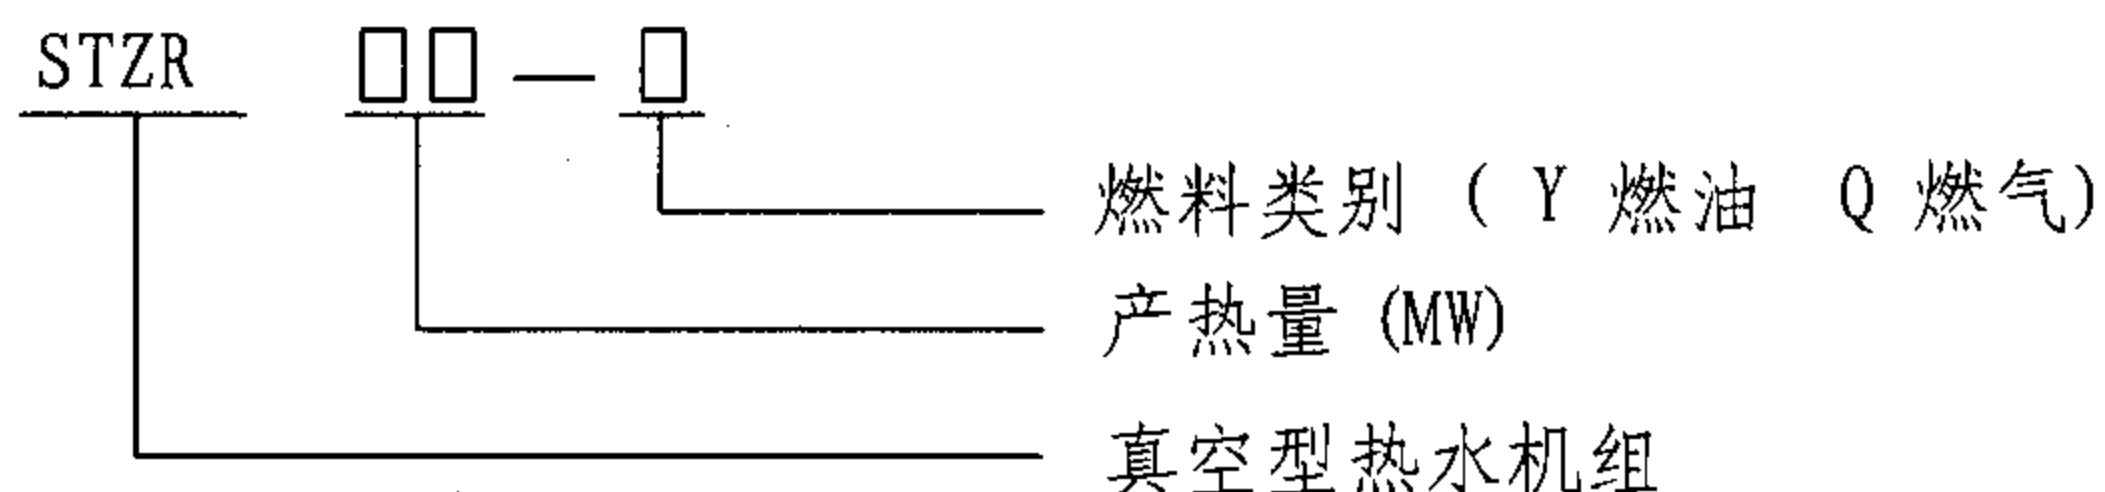 STZR □□—□
燃料类别 ( Y 燃油 Q 燃气)
产热量 (MW)
真空型热水机组